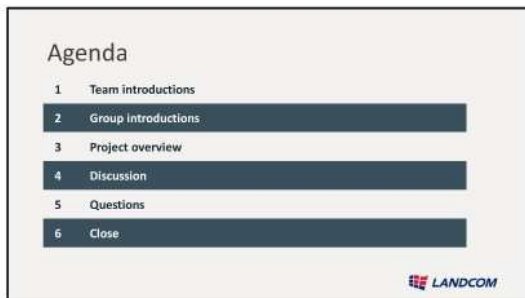 Agenda
1 Team introductions
2 Group introductions
3 Project overview
4 Discussion
5 Questions
6 Close
LANDCOM